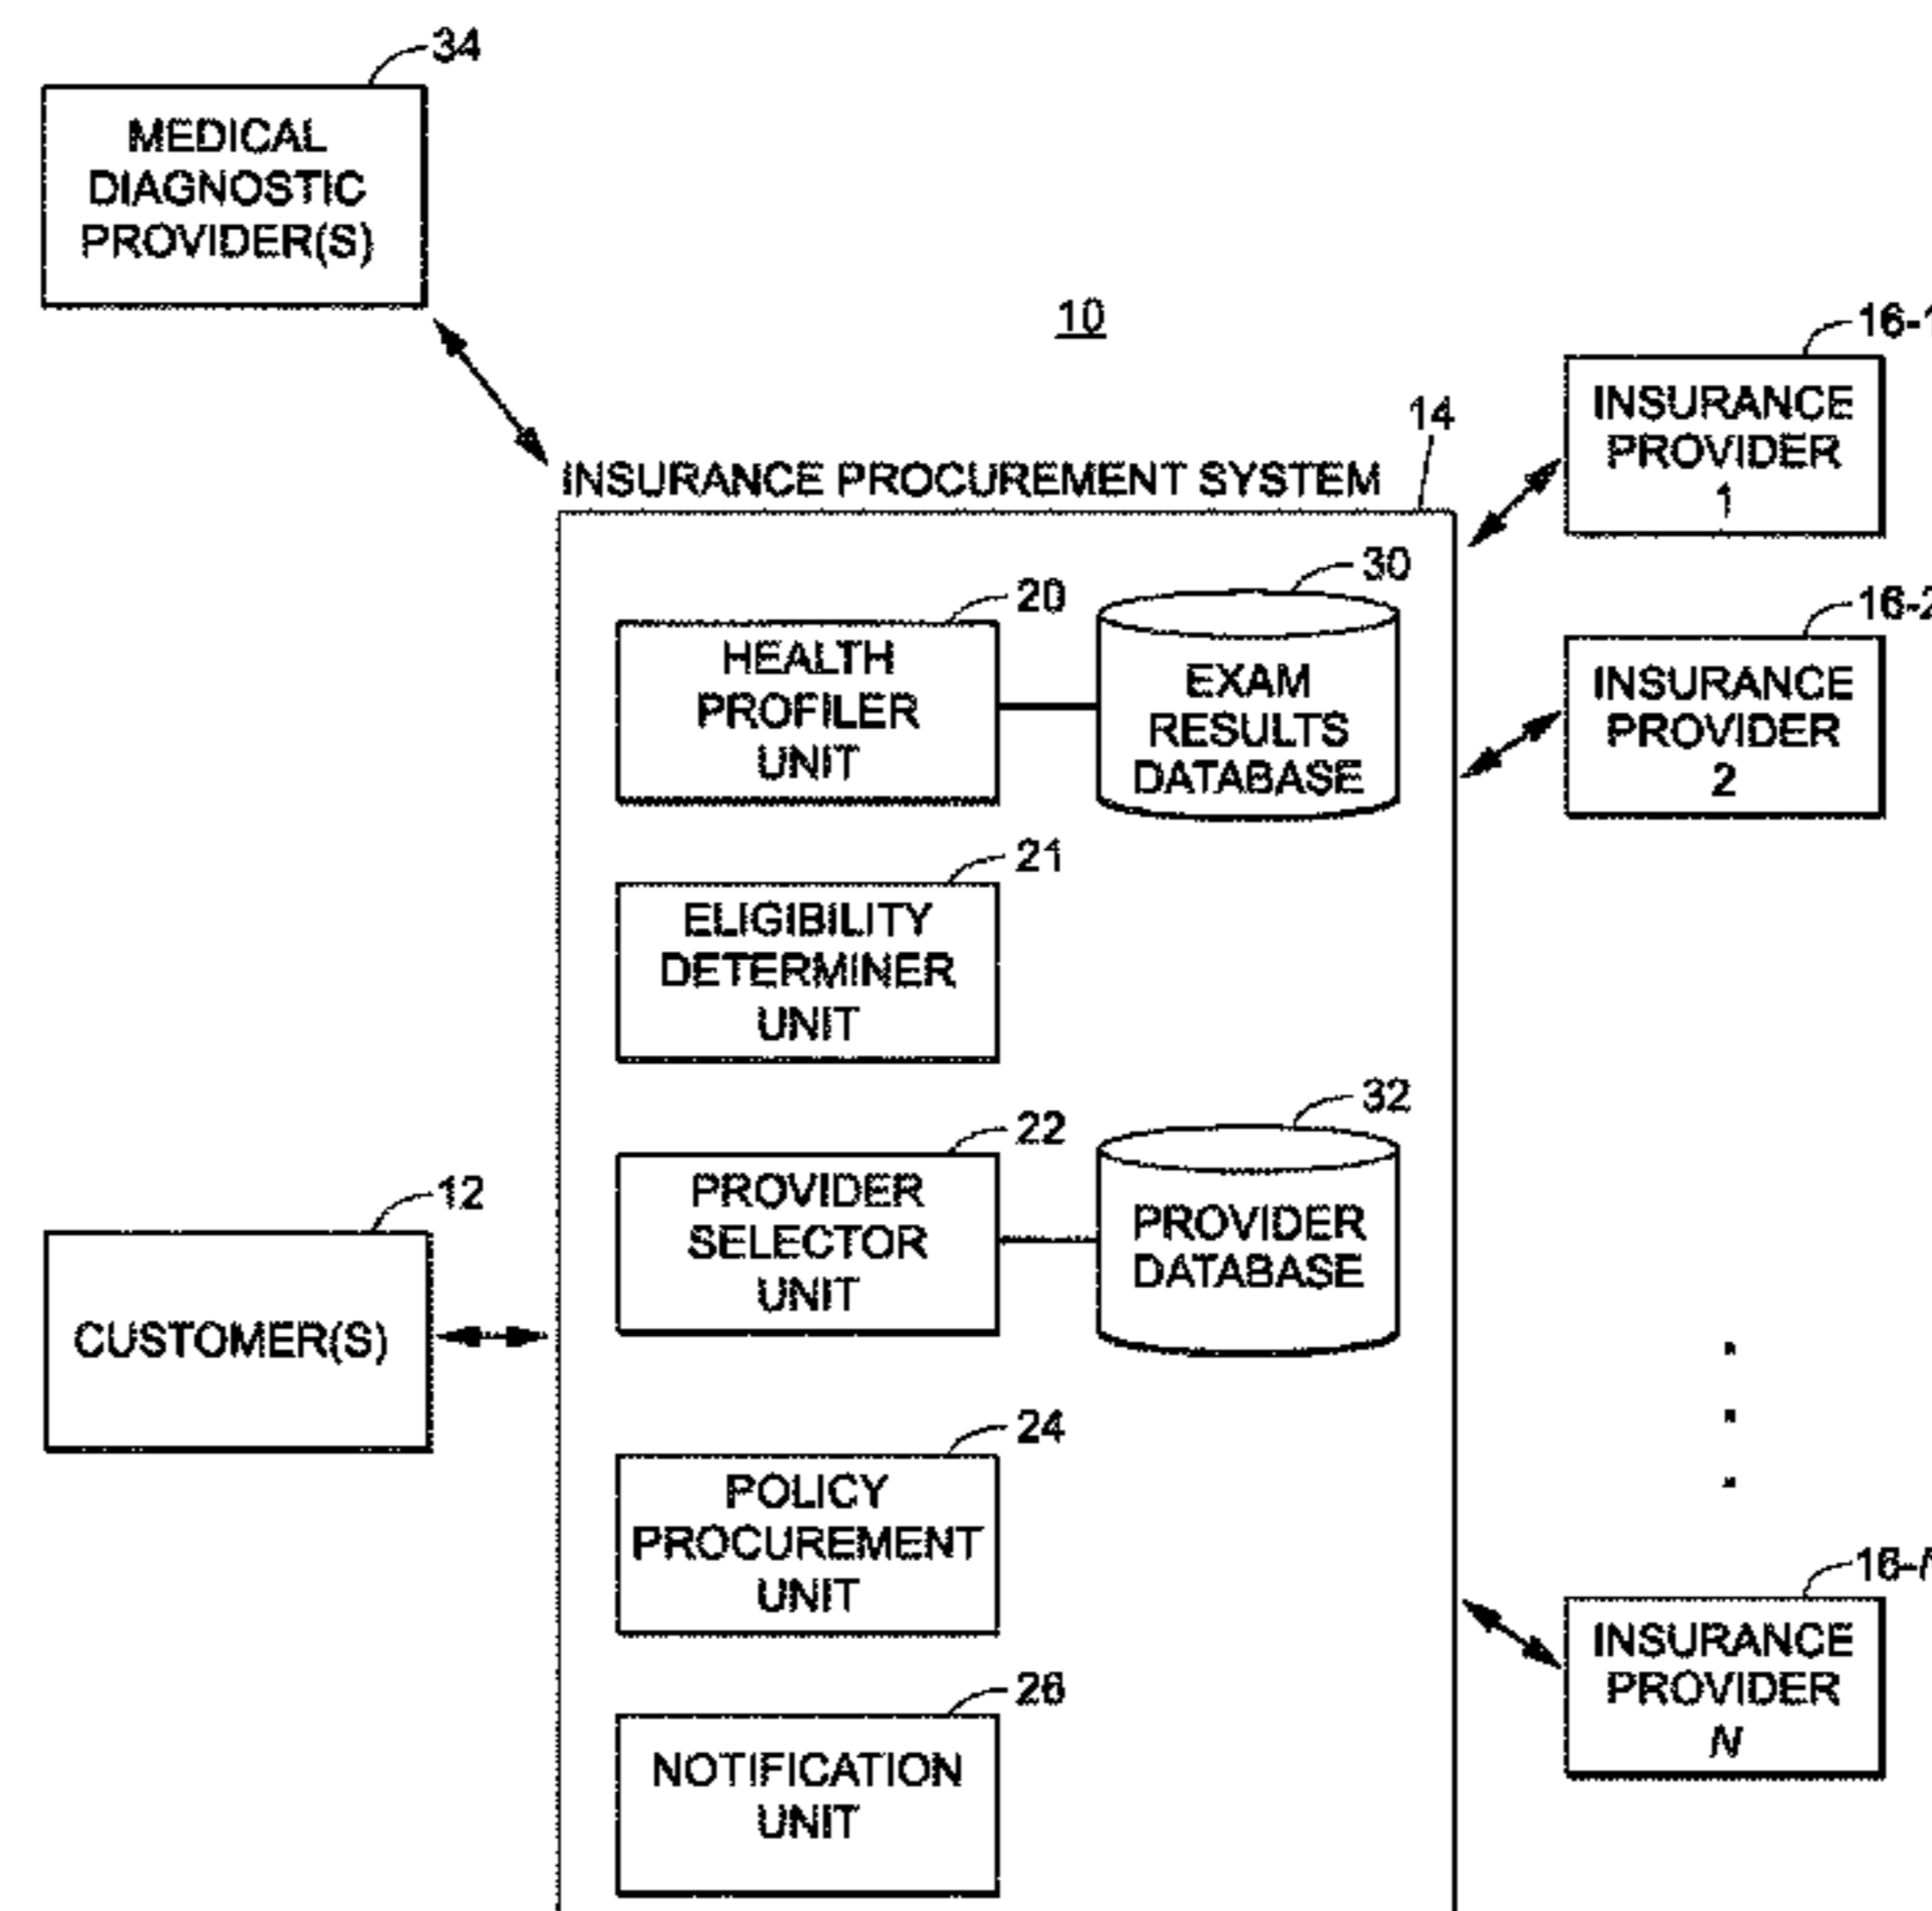 34
MEDICAL
DIAGNOSTIC
PROVIDER(S)
10
16-1
INSURANCE
PROVIDER
1
14
INSURANCE PROCUREMENT SYSTEM
30
20
HEALTH
PROFILER
UNIT
EXAM
RESULTS
DATABASE
16-2
INSURANCE
PROVIDER
2
21
ELIGIBILITY
DETERMINER
UNIT
32
22
PROVIDER
SELECTOR
UNIT
PROVIDER
DATABASE
12
CUSTOMER(S)
24
POLICY
PROCUREMENT
UNIT
16-N
INSURANCE
PROVIDER
N
26
NOTIFICATION
UNIT